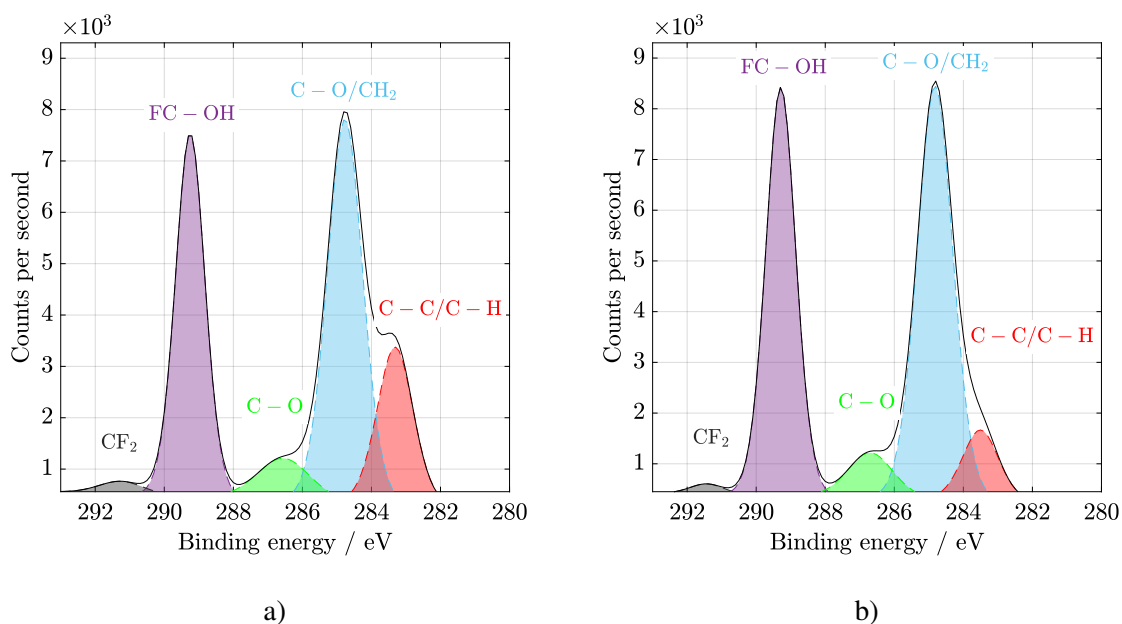 ×10³
9
8
7
6
5
4
3
2
1
Counts per second
CF₂
FC − OH
C − O
C − O/CH₂
C − C/C − H
292 290 288 286 284 282 280
Binding energy / eV
a)
×10³
9
8
7
6
5
4
3
2
1
Counts per second
CF₂
FC − OH
C − O
C − O/CH₂
C − C/C − H
292 290 288 286 284 282 280
Binding energy / eV
b)